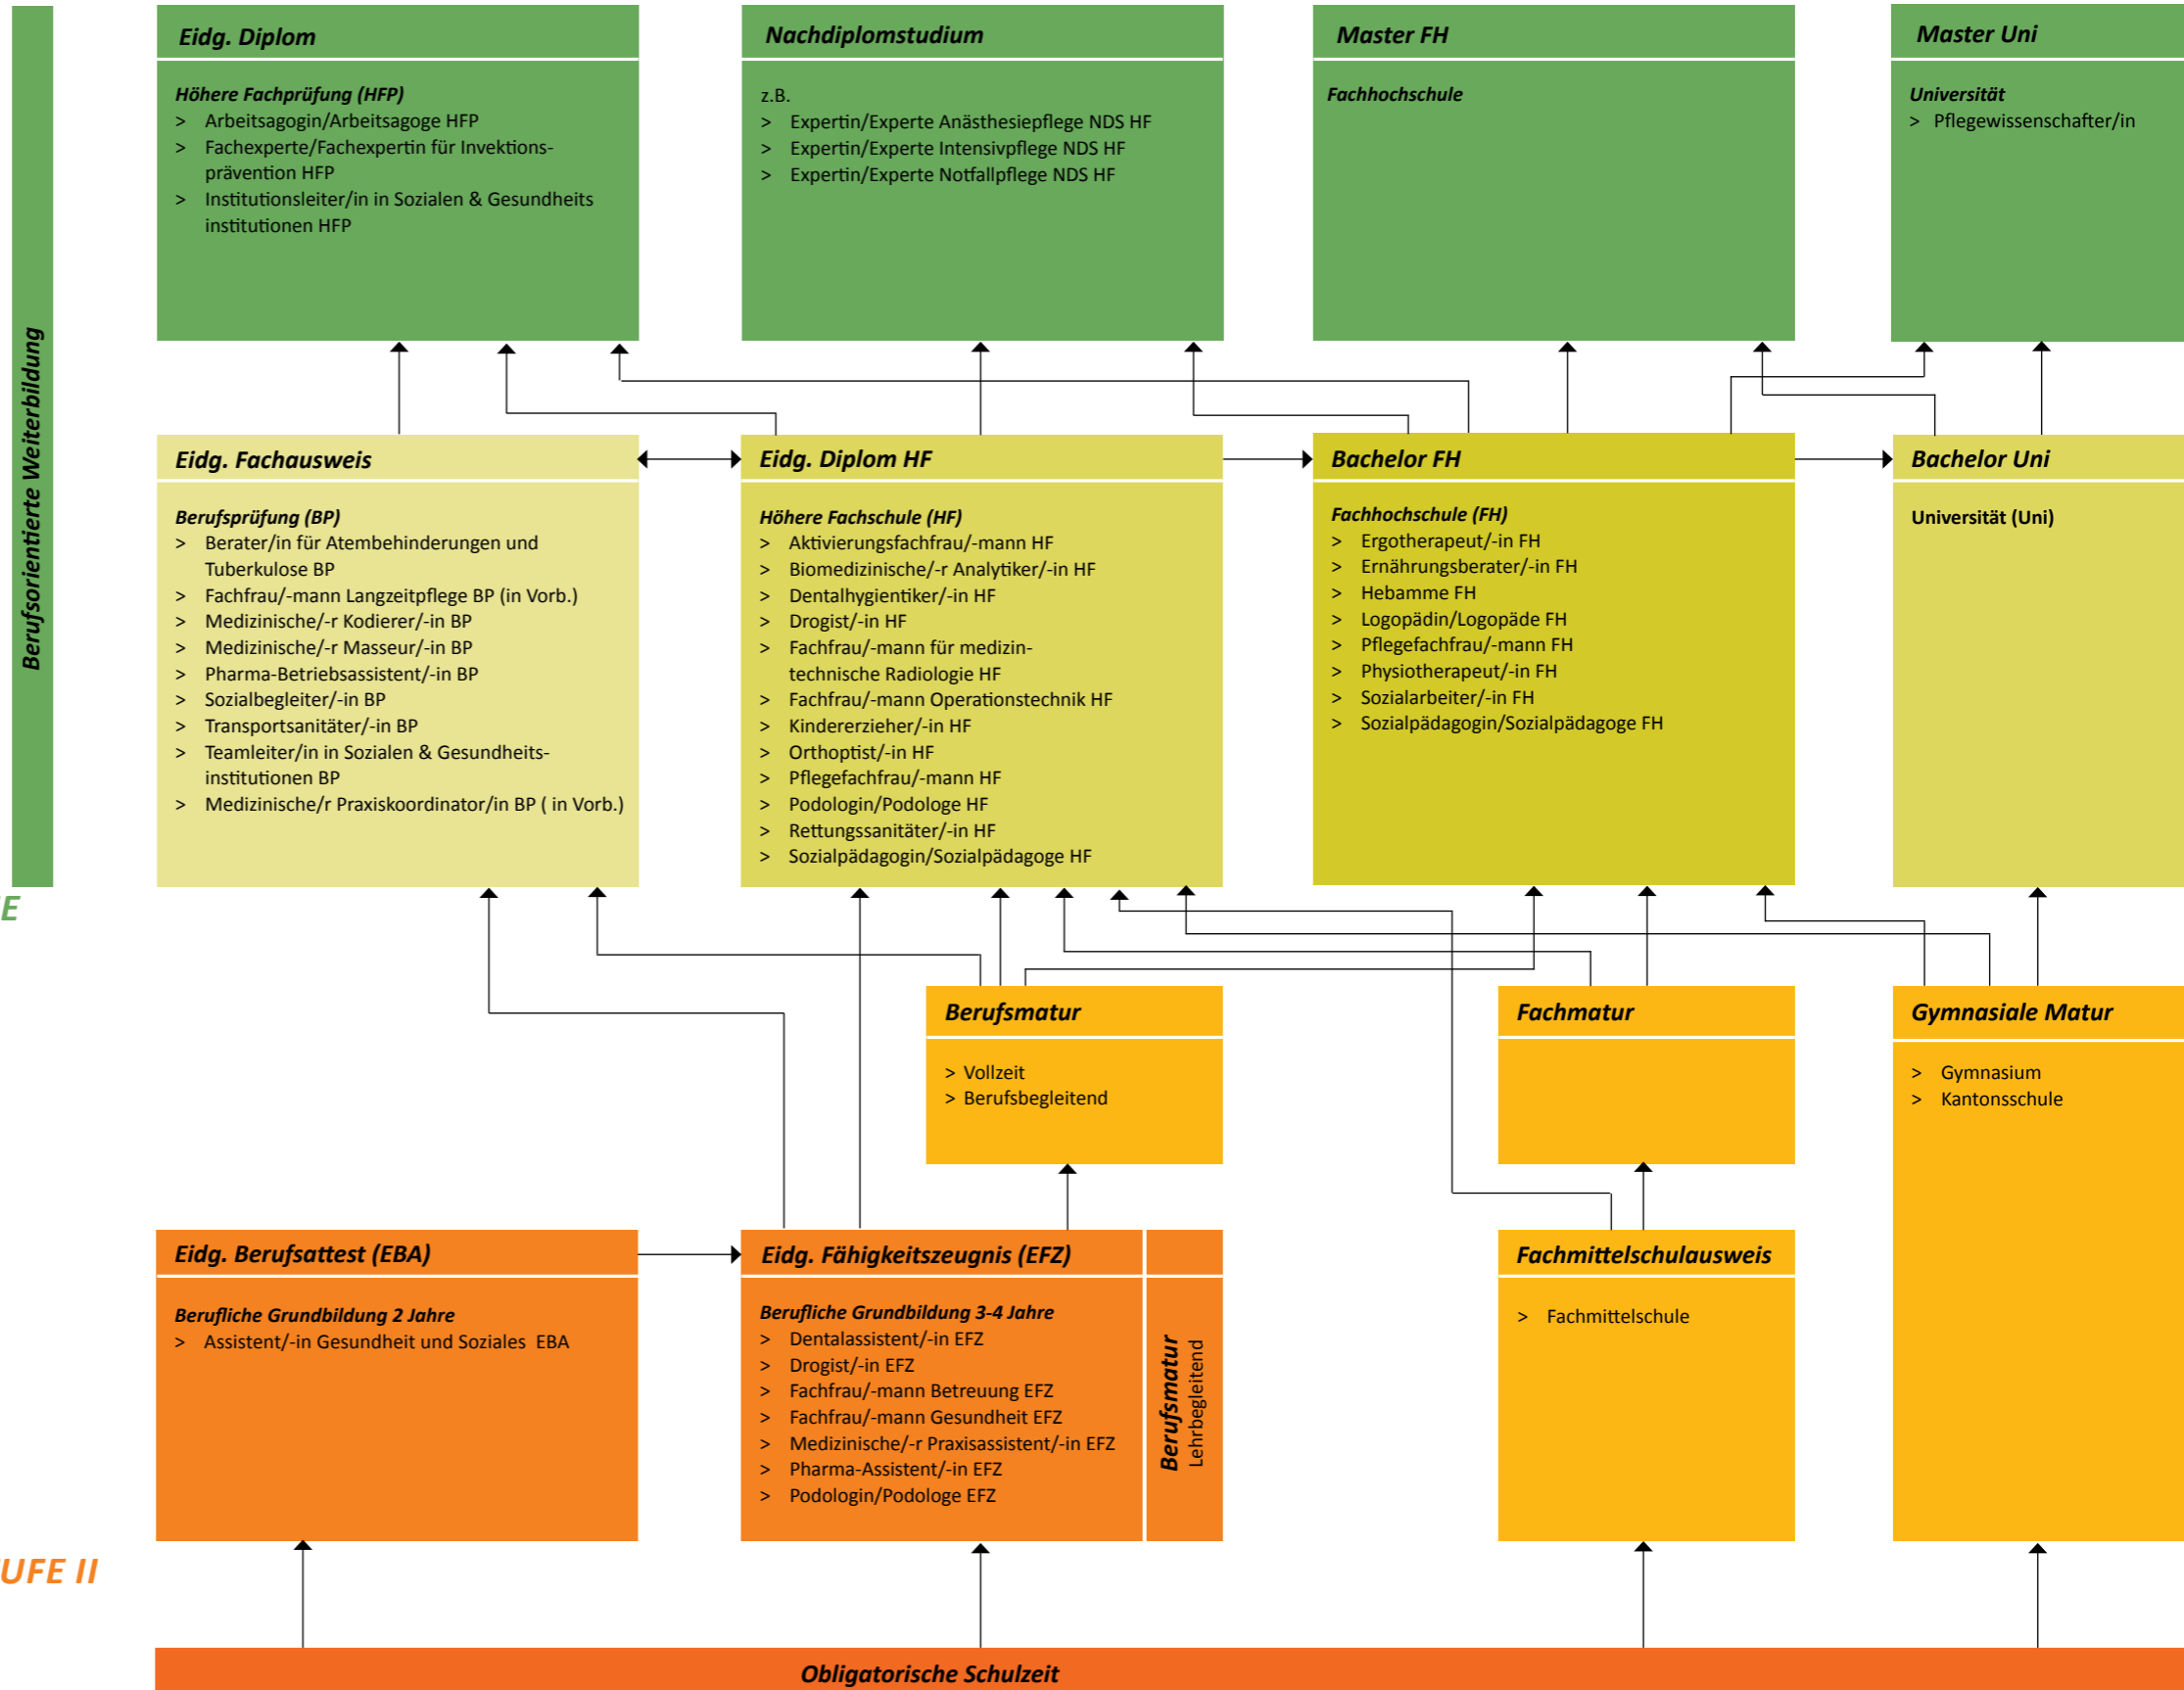 Berufsorientierte Weiterbildung
Eidg. Diplom
Höhere Fachprüfung (HFP)
> Arbeitsagogin/Arbeitsagoge HFP
> Fachexperte/Fachexpertin für Invektions-
prävention HFP
> Institutionsleiter/in in Sozialen & Gesundheits
institutionen HFP
Nachdiplomstudium
z.B.
> Expertin/Experte Anästhesiepflege NDS HF
> Expertin/Experte Intensivpflege NDS HF
> Expertin/Experte Notfallpflege NDS HF
Master FH
Fachhochschule
Master Uni
Universität
> Pflegewissenschafter/in
Eidg. Fachausweis
Berufsprüfung (BP)
> Berater/in für Atembehinderungen und
Tuberkulose BP
> Fachfrau/-mann Langzeitpflege BP (in Vorb.)
> Medizinische/-r Kodierer/-in BP
> Medizinische/-r Masseur/-in BP
> Pharma-Betriebsassistent/-in BP
> Sozialbegleiter/-in BP
> Transportsanitäter/-in BP
> Teamleiter/in in Sozialen & Gesundheits-
institutionen BP
> Medizinische/r Praxiskoordinator/in BP ( in Vorb.)
Eidg. Diplom HF
Höhere Fachschule (HF)
> Aktivierungsfachfrau/-mann HF
> Biomedizinische/-r Analytiker/-in HF
> Dentalhygientiker/-in HF
> Drogist/-in HF
> Fachfrau/-mann für medizin-
technische Radiologie HF
> Fachfrau/-mann Operationstechnik HF
> Kindererzieher/-in HF
> Orthoptist/-in HF
> Pflegefachfrau/-mann HF
> Podologin/Podologe HF
> Rettungssanitäter/-in HF
> Sozialpädagogin/Sozialpädagoge HF
Bachelor FH
Fachhochschule (FH)
> Ergotherapeut/-in FH
> Ernährungsberater/-in FH
> Hebamme FH
> Logopädin/Logopäde FH
> Pflegefachfrau/-mann FH
> Physiotherapeut/-in FH
> Sozialarbeiter/-in FH
> Sozialpädagogin/Sozialpädagoge FH
Bachelor Uni
Universität (Uni)
E
Berufsmatur
> Vollzeit
> Berufsbegleitend
Fachmatur
Gymnasiale Matur
> Gymnasium
> Kantonsschule
Eidg. Berufsattest (EBA)
Berufliche Grundbildung 2 Jahre
> Assistent/-in Gesundheit und Soziales EBA
Eidg. Fähigkeitszeugnis (EFZ)
Berufliche Grundbildung 3-4 Jahre
> Dentalassistent/-in EFZ
> Drogist/-in EFZ
> Fachfrau/-mann Betreuung EFZ
> Fachfrau/-mann Gesundheit EFZ
> Medizinische/-r Praxisassistent/-in EFZ
> Pharma-Assistent/-in EFZ
> Podologin/Podologe EFZ
Berufsmatur
Lehrbegleitend
Fachmittelschulausweis
> Fachmittelschule
UFE II
Obligatorische Schulzeit